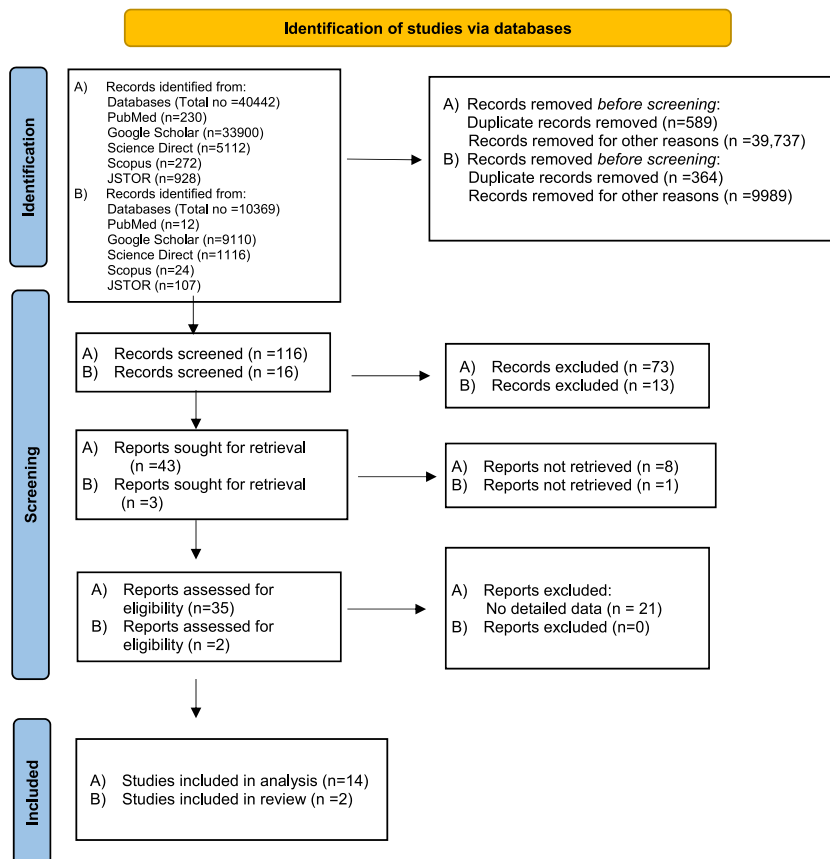 Identification of studies via databases
Identification
A) Records identified from:
Databases (Total no =40442)
PubMed (n=230)
Google Scholar (n=33900)
Science Direct (n=5112)
Scopus (n=272)
JSTOR (n=928)
B) Records identified from:
Databases (Total no =10369)
PubMed (n=12)
Google Scholar (n=9110)
Science Direct (n=1116)
Scopus (n=24)
JSTOR (n=107)
A) Records removed before screening:
Duplicate records removed (n=589)
Records removed for other reasons (n =39,737)
B) Records removed before screening:
Duplicate records removed (n =364)
Records removed for other reasons (n =9989)
Screening
A) Records screened (n =116)
B) Records screened (n =16)
A) Records excluded (n =73)
B) Records excluded (n =13)
A) Reports sought for retrieval
(n =43)
B) Reports sought for retrieval
(n =3)
A) Reports not retrieved (n =8)
B) Reports not retrieved (n =1)
A) Reports assessed for
eligibility (n=35)
B) Reports assessed for
eligibility (n =2)
A) Reports excluded:
No detailed data (n = 21)
B) Reports excluded (n=0)
Included
A) Studies included in analysis (n=14)
B) Studies included in review (n =2)